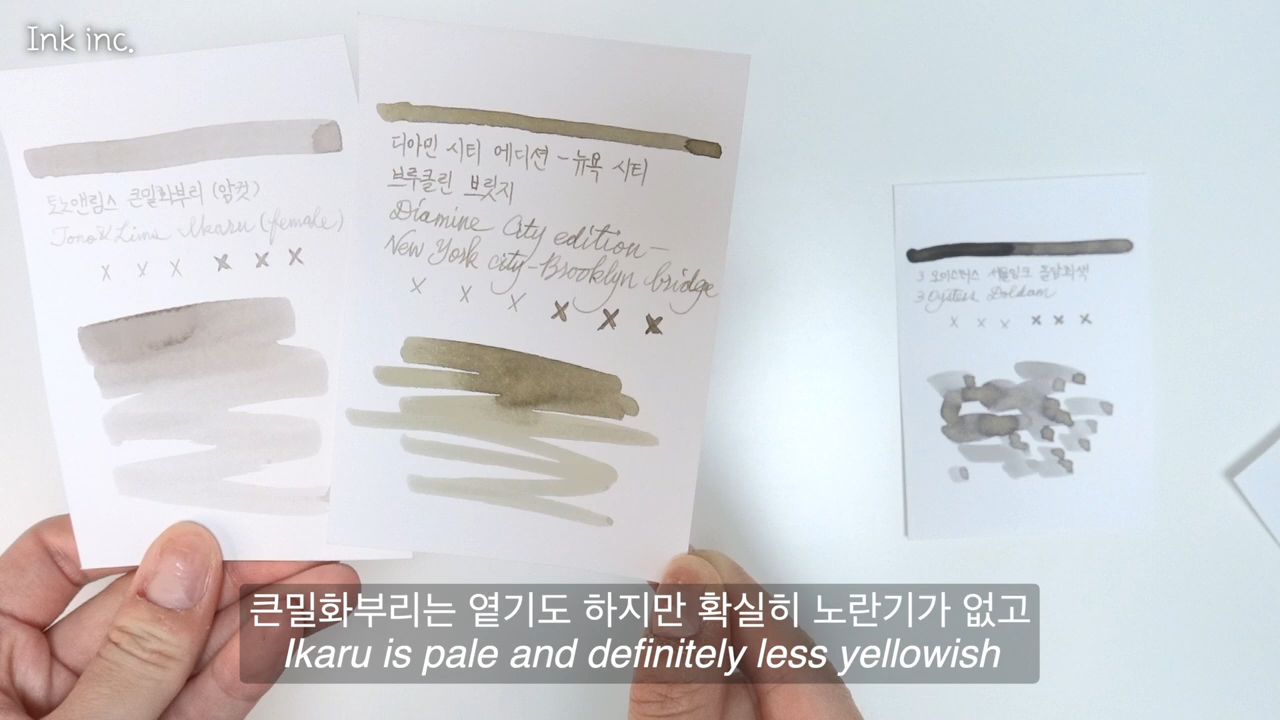 Ink inc.
토노앤림스 큰밀화부리 (암컷)
Tono&Lims Ikaru (female)
x x x x x x
디아민 시티 에디션 - 뉴욕 시티
브루클린 브릿지
Diamine City edition -
New York city - Brooklyn bridge
x x x x x x
3 오이스터스 서울잉크 돌담회색
3 Oysters Doldam
x x x x x x
큰밀화부리는 옅기도 하지만 확실히 노란기가 없고
Ikaru is pale and definitely less yellowish